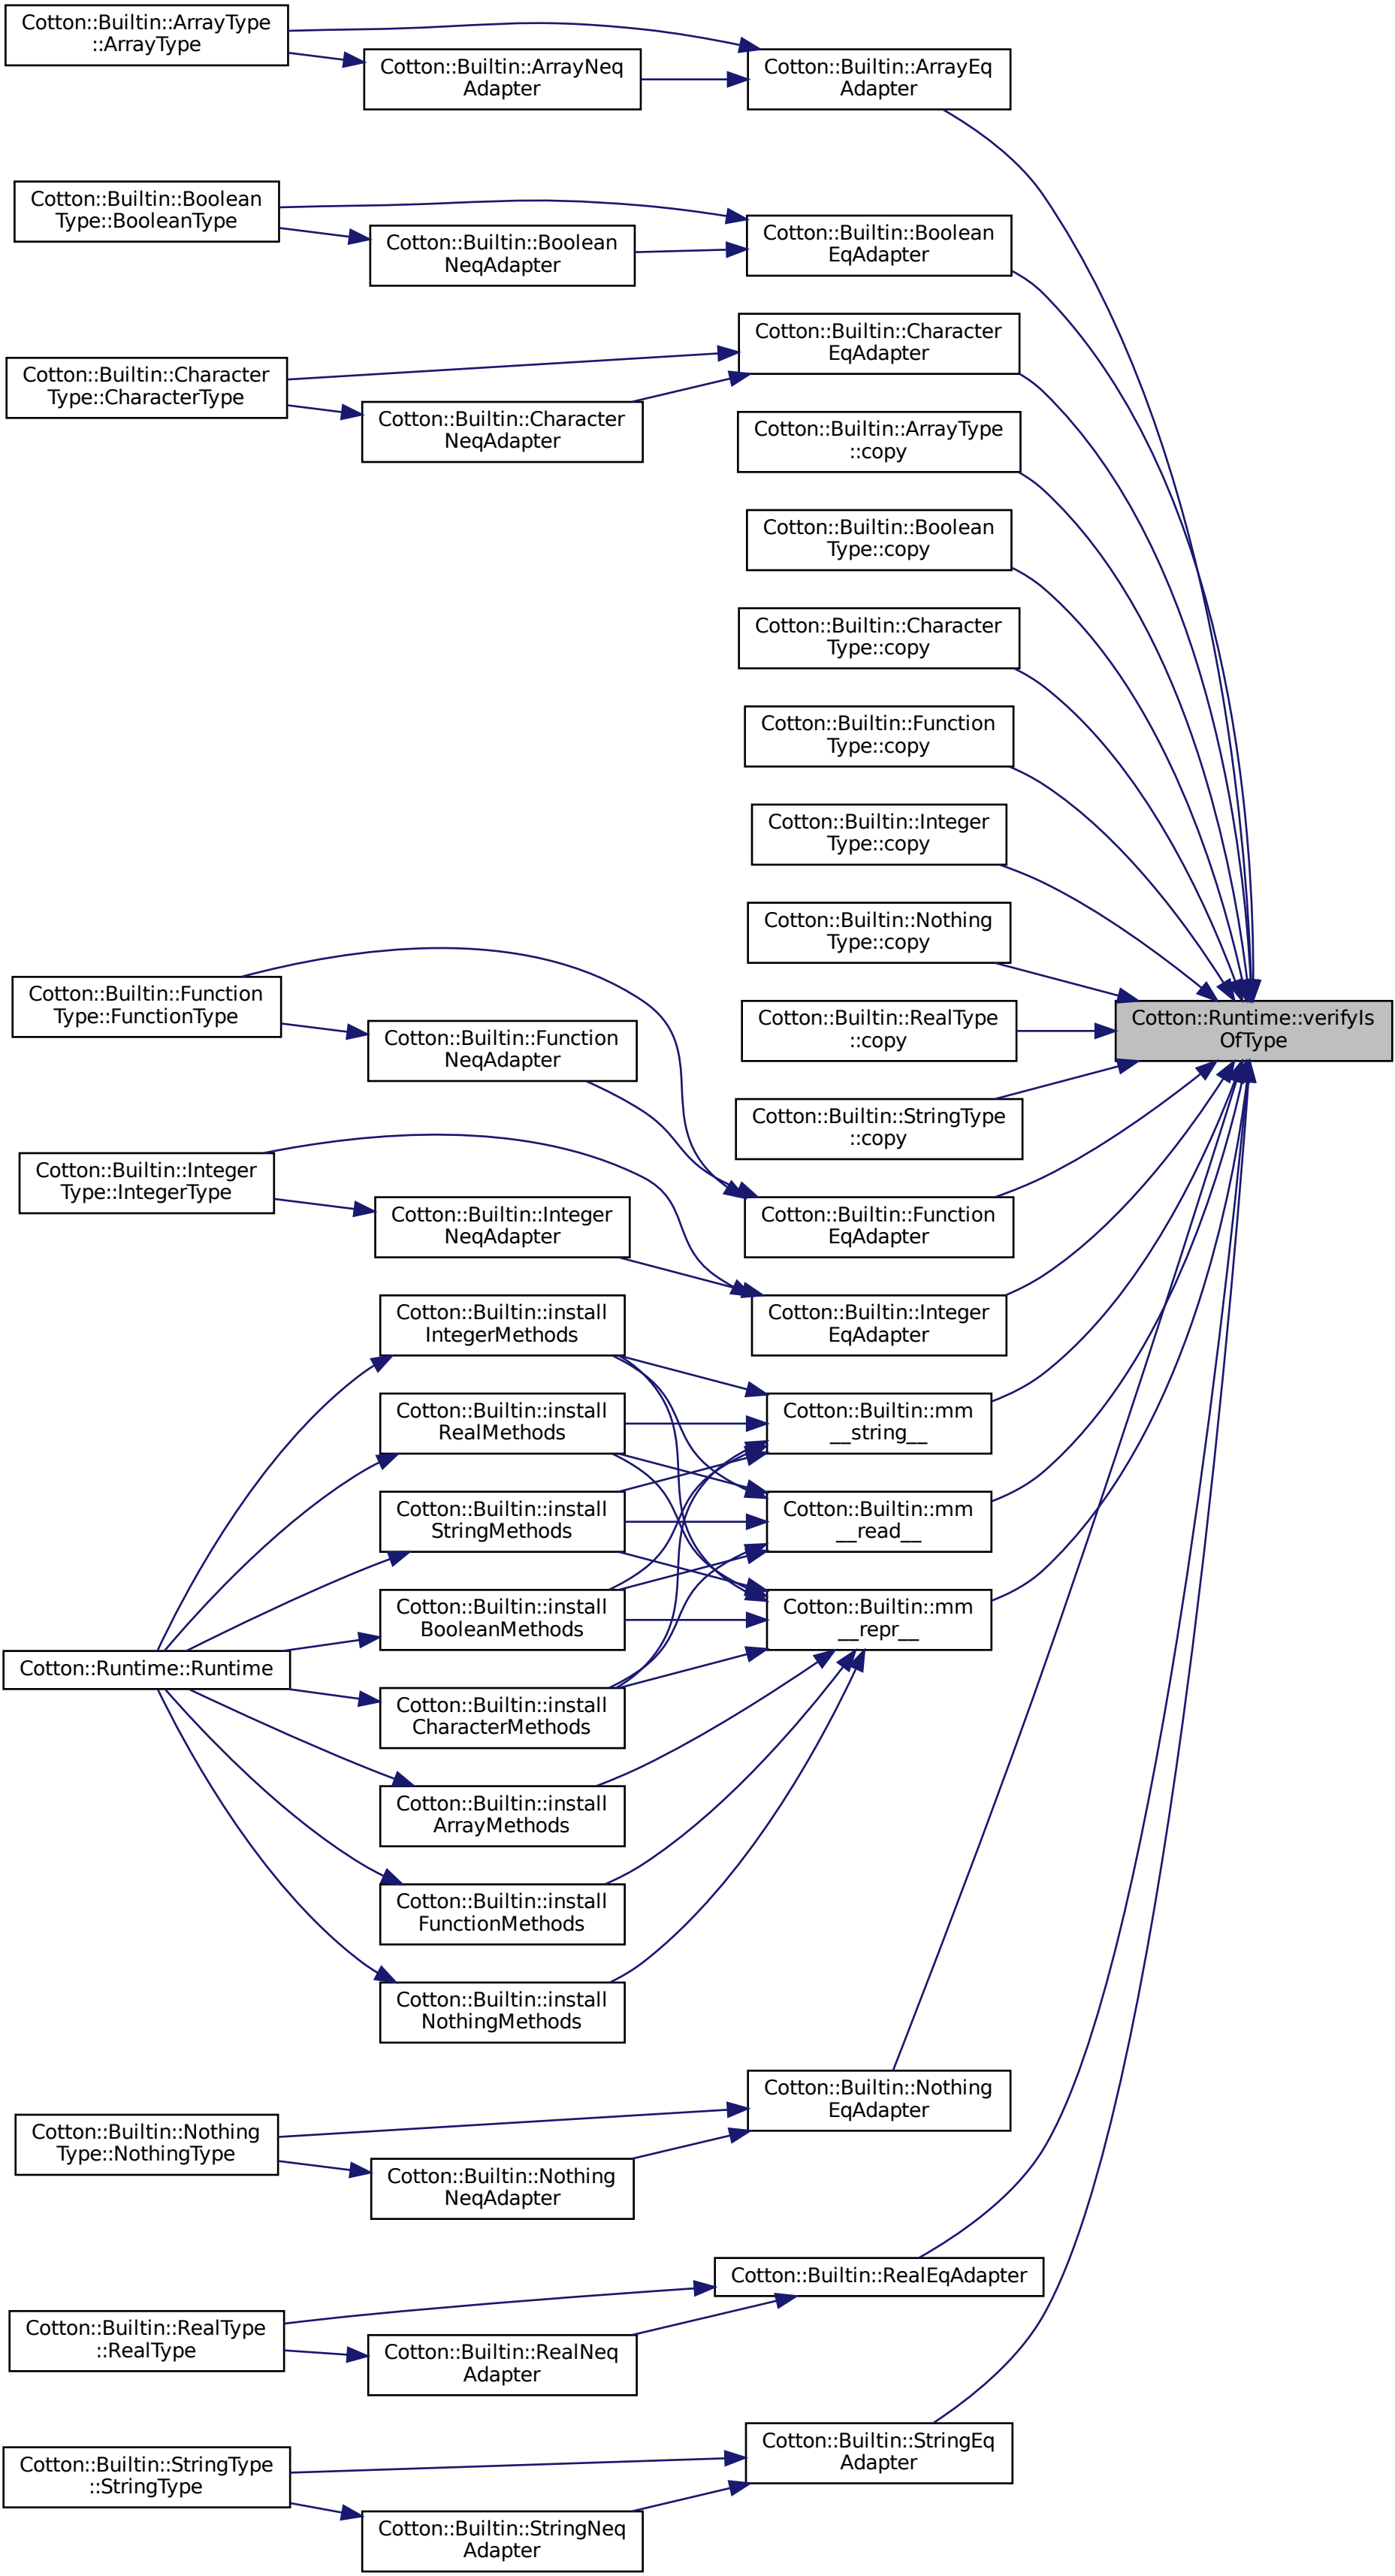 Cotton::Builtin::ArrayType
::ArrayType
Cotton::Builtin::ArrayNeq
Adapter
Cotton::Builtin::ArrayEq
Adapter
Cotton::Builtin::Boolean
Type::BooleanType
Cotton::Builtin::Boolean
NeqAdapter
Cotton::Builtin::Boolean
EqAdapter
Cotton::Builtin::Character
EqAdapter
Cotton::Builtin::Character
Type::CharacterType
Cotton::Builtin::Character
NeqAdapter
Cotton::Builtin::ArrayType
::copy
Cotton::Builtin::Boolean
Type::copy
Cotton::Builtin::Character
Type::copy
Cotton::Builtin::Function
Type::copy
Cotton::Builtin::Integer
Type::copy
Cotton::Builtin::Nothing
Type::copy
Cotton::Builtin::Function
Type::FunctionType
Cotton::Builtin::Function
NeqAdapter
Cotton::Builtin::RealType
::copy
Cotton::Runtime::verifyIs
OfType
Cotton::Builtin::StringType
::copy
Cotton::Builtin::Integer
Type::IntegerType
Cotton::Builtin::Integer
NeqAdapter
Cotton::Builtin::Function
EqAdapter
Cotton::Builtin::install
IntegerMethods
Cotton::Builtin::Integer
EqAdapter
Cotton::Builtin::install
RealMethods
Cotton::Builtin::mm
__string__
Cotton::Builtin::install
StringMethods
Cotton::Builtin::mm
__read__
Cotton::Builtin::install
BooleanMethods
Cotton::Builtin::mm
__repr__
Cotton::Runtime::Runtime
Cotton::Builtin::install
CharacterMethods
Cotton::Builtin::install
ArrayMethods
Cotton::Builtin::install
FunctionMethods
Cotton::Builtin::install
NothingMethods
Cotton::Builtin::Nothing
EqAdapter
Cotton::Builtin::Nothing
Type::NothingType
Cotton::Builtin::Nothing
NeqAdapter
Cotton::Builtin::RealEqAdapter
Cotton::Builtin::RealType
::RealType
Cotton::Builtin::RealNeq
Adapter
Cotton::Builtin::StringEq
Adapter
Cotton::Builtin::StringType
::StringType
Cotton::Builtin::StringNeq
Adapter